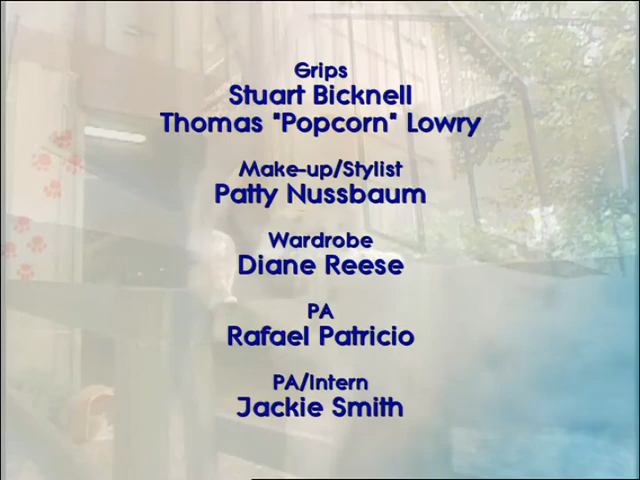 Grips
Stuart Bicknell
Thomas "Popcorn" Lowry
Make-up/Stylist
Patty Nussbaum
Wardrobe
Diane Reese
PA
Rafael Patricio
PA/Intern
Jackie Smith